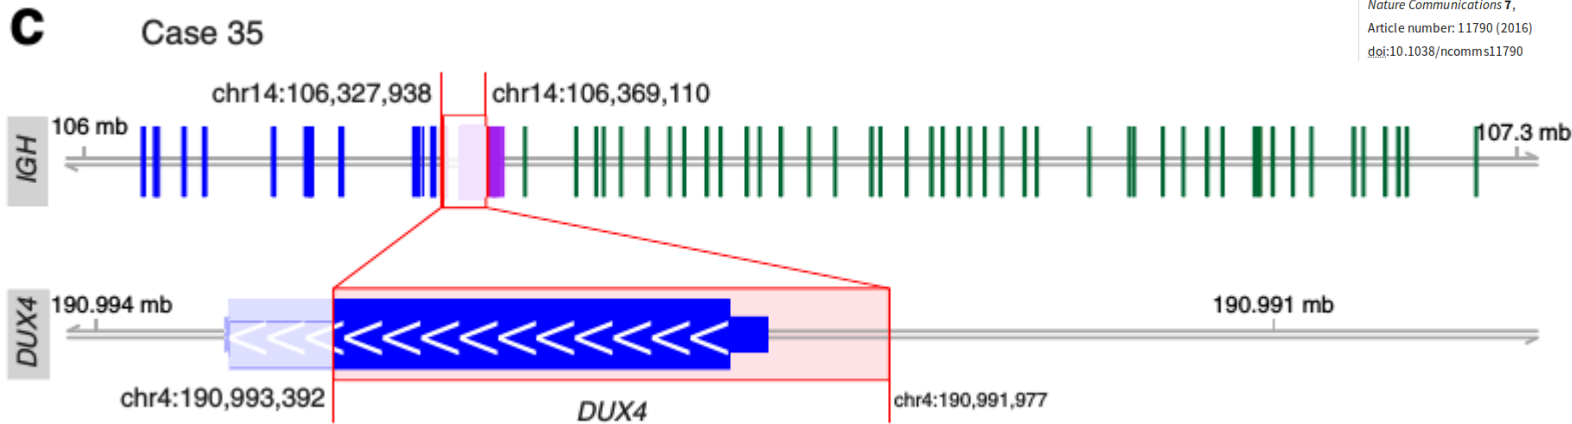 Nature Communications 7,
Article number: 11790 (2016)
doi:10.1038/ncomms11790
C
Case 35
chr14:106,327,938
chr14:106,369,110
106 mb
107.3 mb
IGH
190.994 mb
190.991 mb
DUX4
chr4:190,993,392
DUX4
chr4:190,991,977